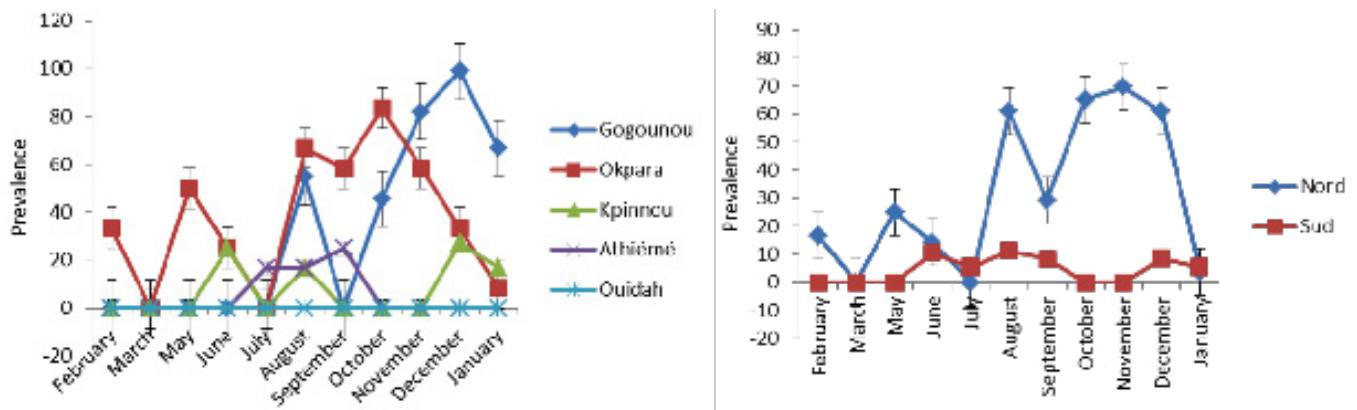 120
100
80
60
40
20
0
-20
Prevalence
February
March
May
June
July
August
September
October
November
December
January
Gogounou
Okpara
Kpinnou
Athiémé
Ouidah
90
80
70
60
50
40
30
20
10
0
-10
-20
Prevalence
February
March
May
June
July
August
September
October
November
December
January
Nord
Sud